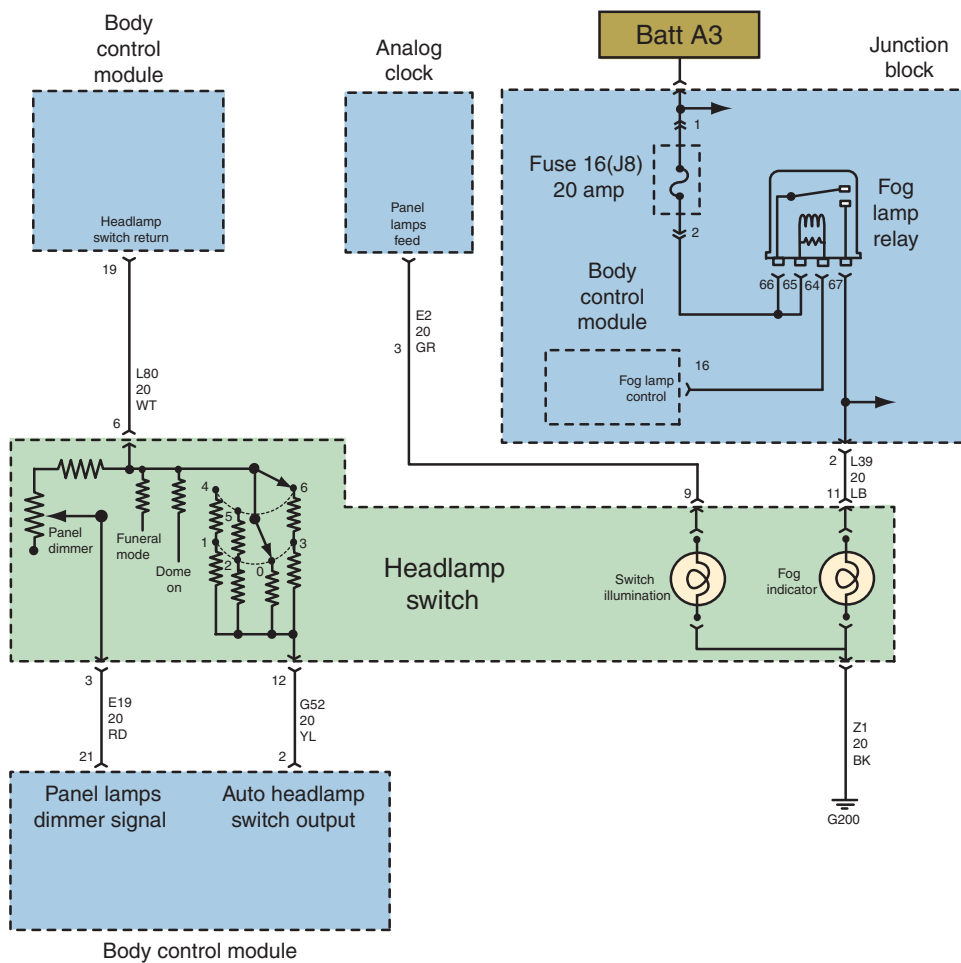 Body
control
module
Analog
clock
Batt A3
Junction
block
Headlamp
switch return
19
Panel
lamps
feed
1
Fuse 16(J8)
20 amp
2
Fog
lamp
relay
66
65
64
67
Body
control
module
16
Fog lamp
control
E2
20
GR
3
L80
20
WT
6
2
L39
20
LB
9
11
Panel
dimmer
Funeral
mode
Dome
on
4
5
6
1
2
0
3
Headlamp
switch
Switch
illumination
Fog
indicator
3
E19
20
RD
21
12
G52
20
YL
2
Z1
20
BK
G200
Panel lamps
dimmer signal
Auto headlamp
switch output
Body control module